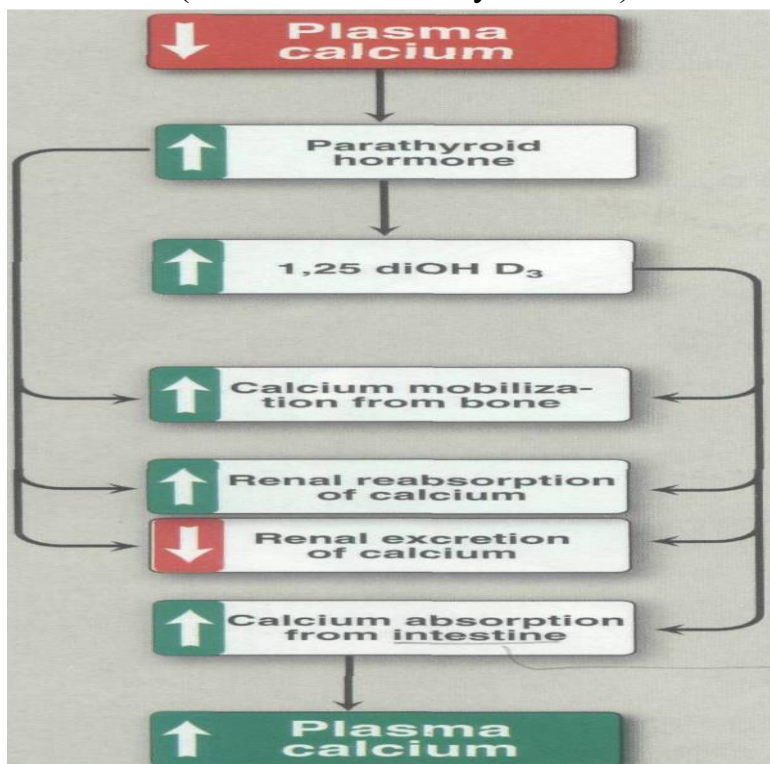 Plasma
calcium
Parathyroid
hormone
1,25 diOH D₃
Calcium mobiliza-
tion from bone
Renal reabsorption
of calcium
Renal excretion
of calcium
Calcium absorption
from intestine
Plasma
calcium